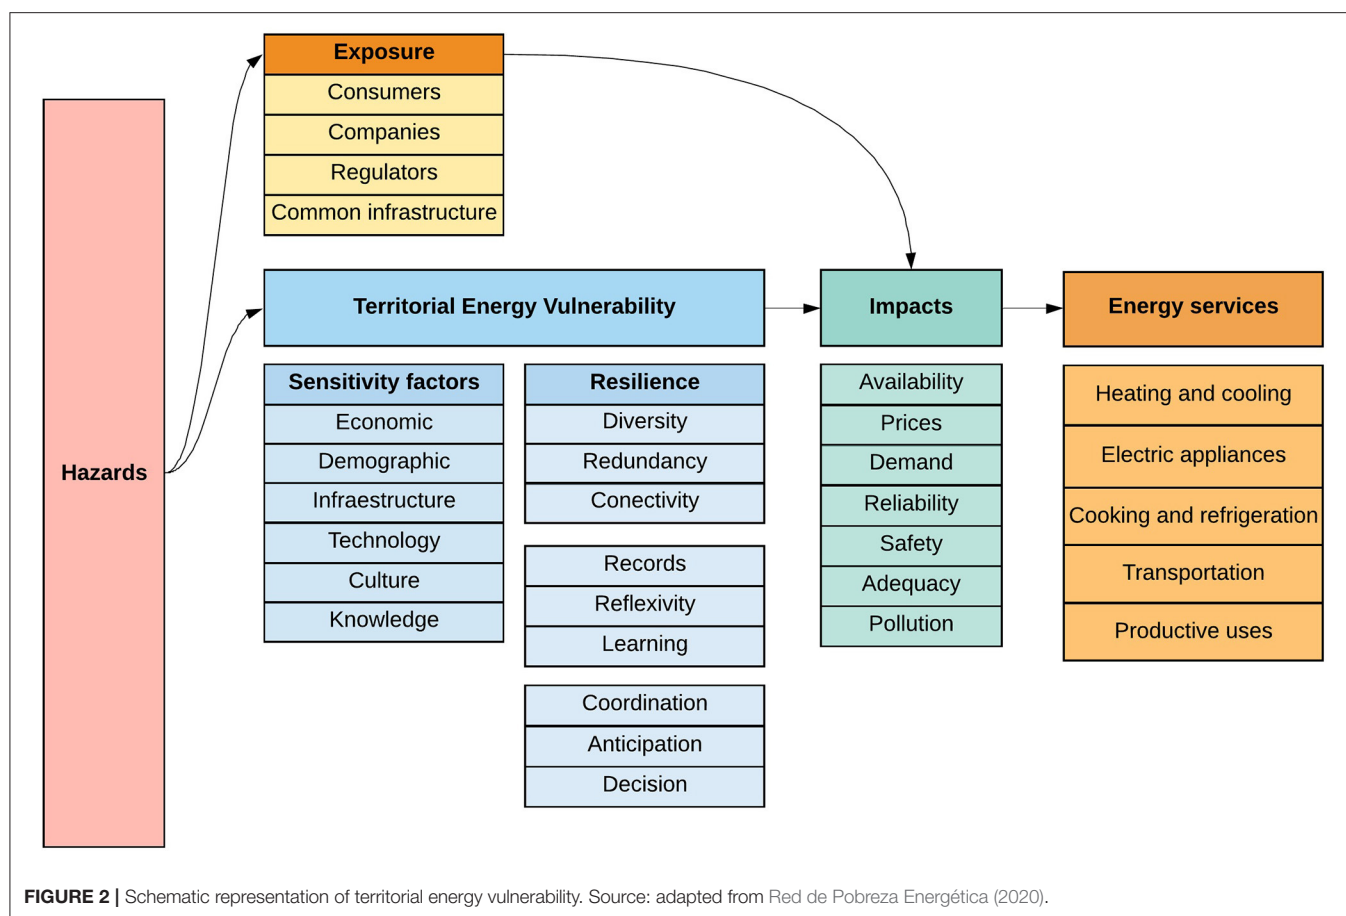 Hazards
Exposure
Consumers
Companies
Regulators
Common infrastructure
Territorial Energy Vulnerability
Sensitivity factors
Economic
Demographic
Infraestructure
Technology
Culture
Knowledge
Resilience
Diversity
Redundancy
Conectivity
Records
Reflexivity
Learning
Coordination
Anticipation
Decision
Impacts
Availability
Prices
Demand
Reliability
Safety
Adequacy
Pollution
Energy services
Heating and cooling
Electric appliances
Cooking and refrigeration
Transportation
Productive uses
FIGURE 2 | Schematic representation of territorial energy vulnerability. Source: adapted from Red de Pobreza Energética (2020).